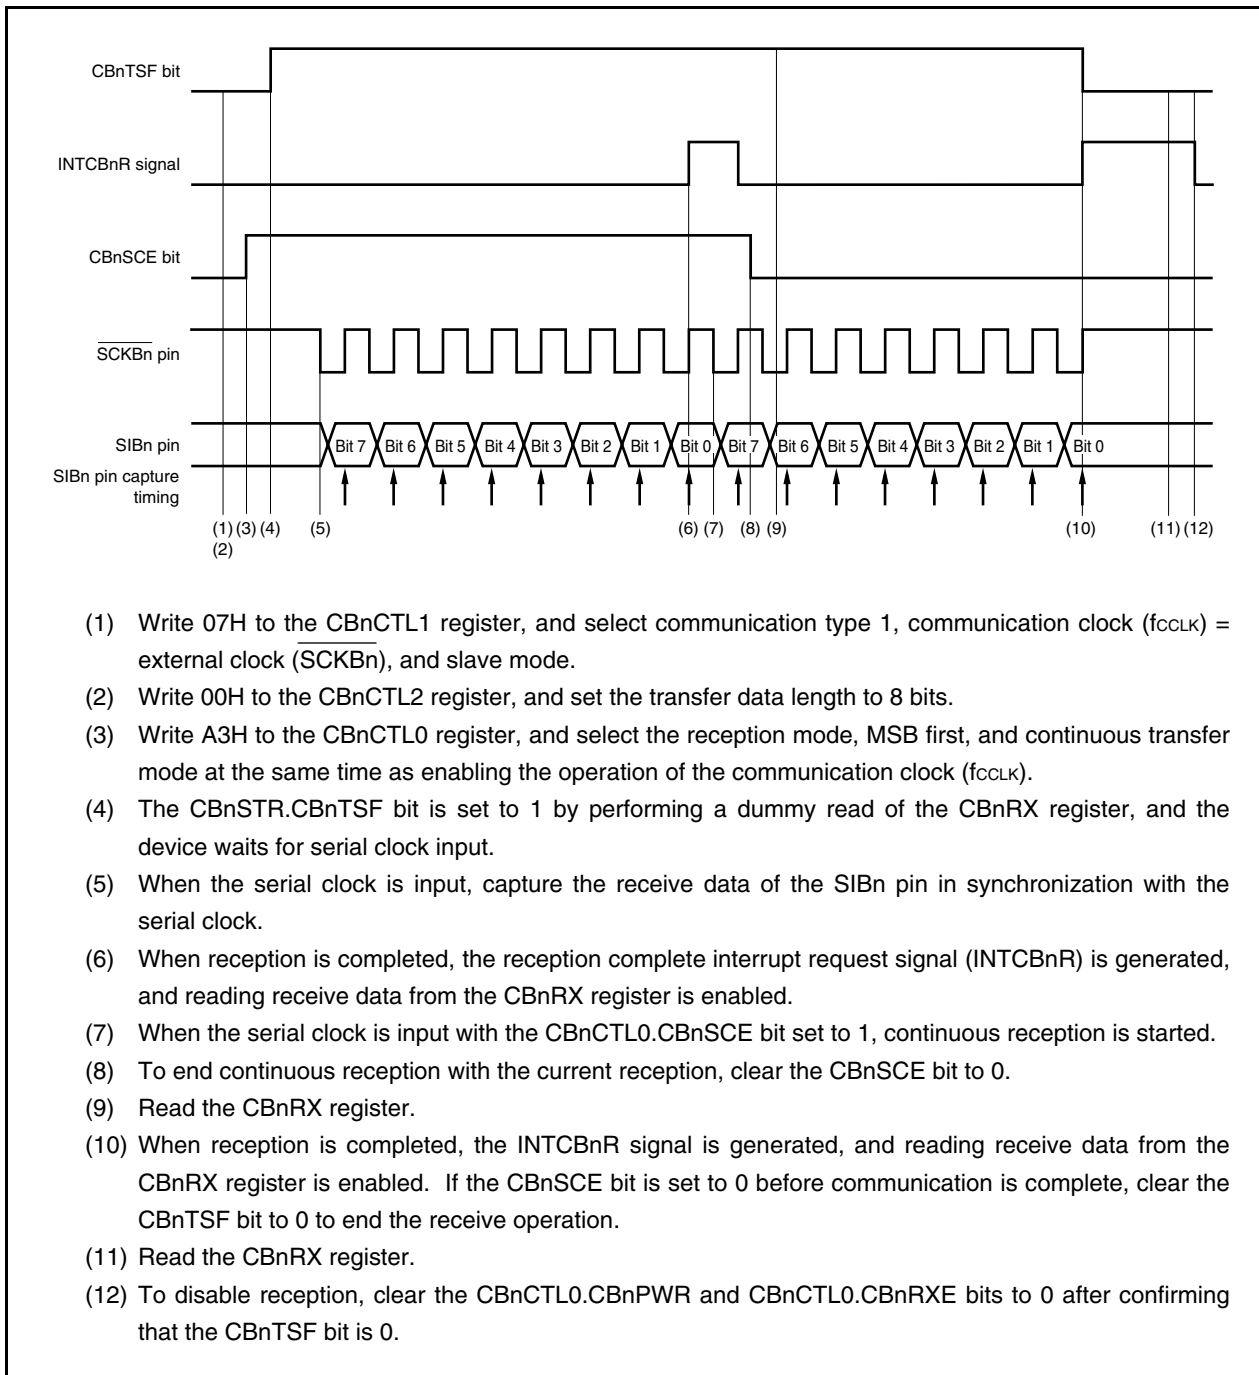 CBnTSF bit
INTCBnR signal
CBnSCE bit
SCKBn pin
SIBn pin
Bit 7 Bit 6 Bit 5 Bit 4 Bit 3 Bit 2 Bit 1 Bit 0 Bit 7 Bit 6 Bit 5 Bit 4 Bit 3 Bit 2 Bit 1 Bit 0
SIBn pin capture
timing
(1) (3) (4) (5) (6) (7) (8) (9) (10) (11) (12)
(2)
(1) Write 07H to the CBnCTL1 register, and select communication type 1, communication clock (fCCLK) =
external clock (SCKBn), and slave mode.
(2) Write 00H to the CBnCTL2 register, and set the transfer data length to 8 bits.
(3) Write A3H to the CBnCTL0 register, and select the reception mode, MSB first, and continuous transfer
mode at the same time as enabling the operation of the communication clock (fCCLK).
(4) The CBnSTR.CBnTSF bit is set to 1 by performing a dummy read of the CBnRX register, and the
device waits for serial clock input.
(5) When the serial clock is input, capture the receive data of the SIBn pin in synchronization with the
serial clock.
(6) When reception is completed, the reception complete interrupt request signal (INTCBnR) is generated,
and reading receive data from the CBnRX register is enabled.
(7) When the serial clock is input with the CBnCTL0.CBnSCE bit set to 1, continuous reception is started.
(8) To end continuous reception with the current reception, clear the CBnSCE bit to 0.
(9) Read the CBnRX register.
(10) When reception is completed, the INTCBnR signal is generated, and reading receive data from the
CBnRX register is enabled. If the CBnSCE bit is set to 0 before communication is complete, clear the
CBnTSF bit to 0 to end the receive operation.
(11) Read the CBnRX register.
(12) To disable reception, clear the CBnCTL0.CBnPWR and CBnCTL0.CBnRXE bits to 0 after confirming
that the CBnTSF bit is 0.